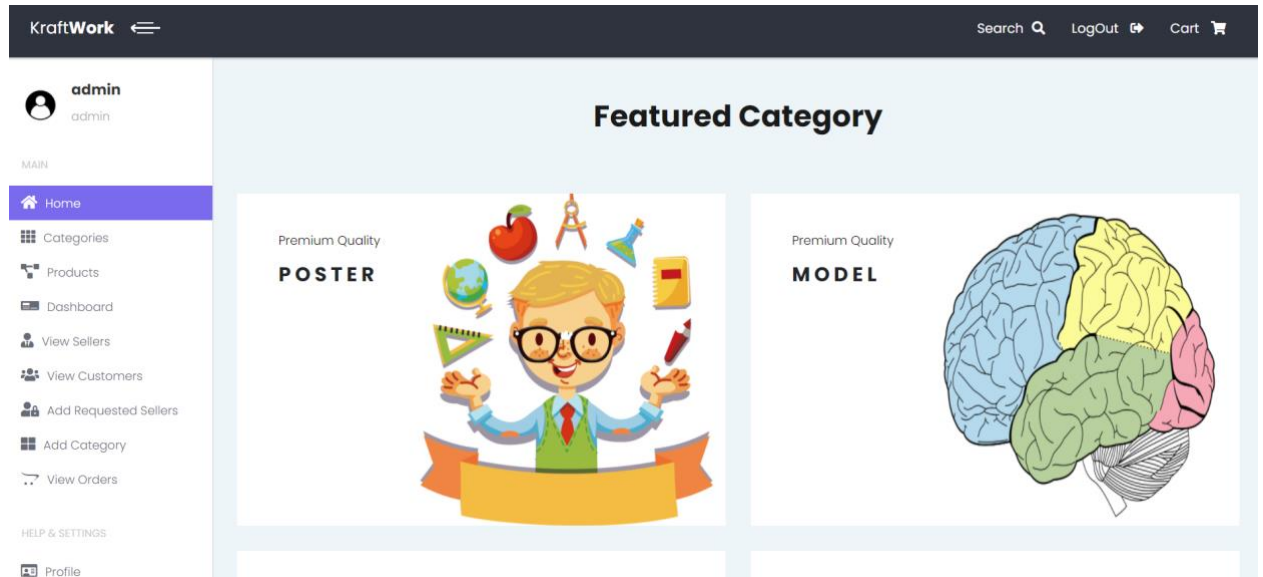 KraftWork
Search LogOut Cart
admin
admin
MAIN
Home
Categories
Products
Dashboard
View Sellers
View Customers
Add Requested Sellers
Add Category
View Orders
HELP & SETTINGS
Profile
Featured Category
Premium Quality
POSTER
Premium Quality
MODEL